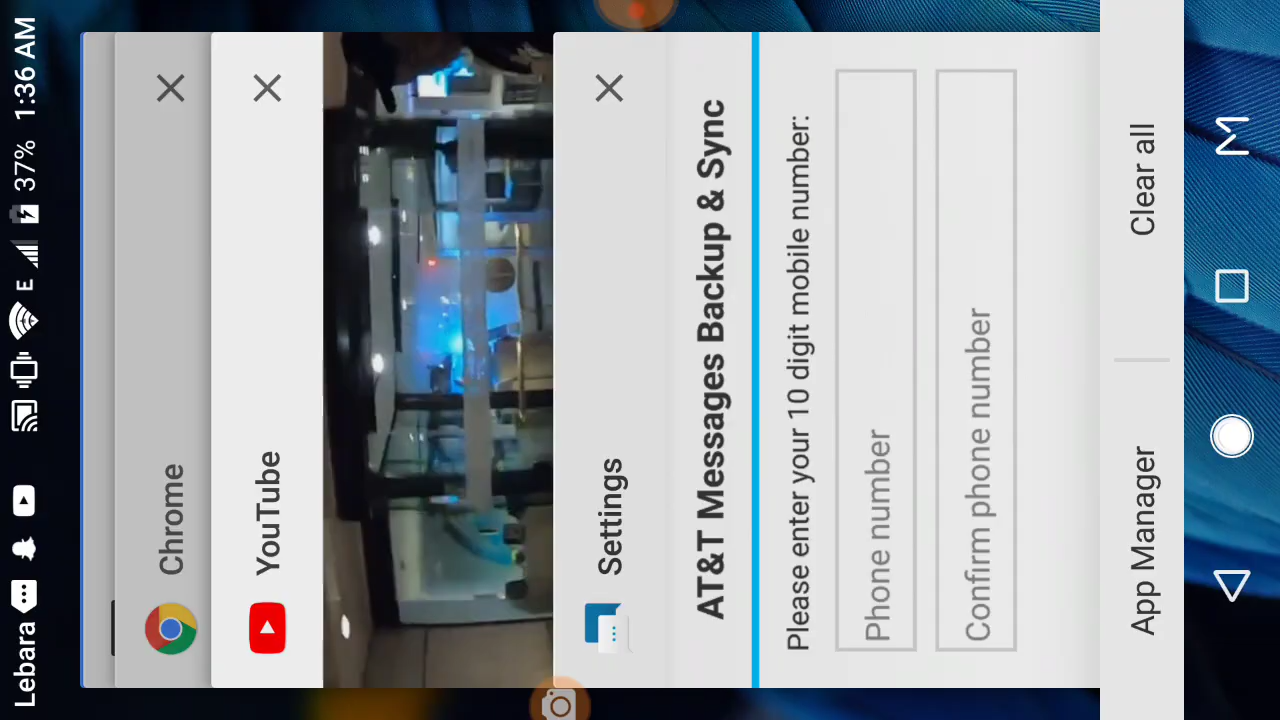 Lebara
E
37%
1:36 AM
Chrome
YouTube
Settings
AT&T Messages Backup & Sync
Please enter your 10 digit mobile number:
Phone number
Confirm phone number
App Manager
Clear all